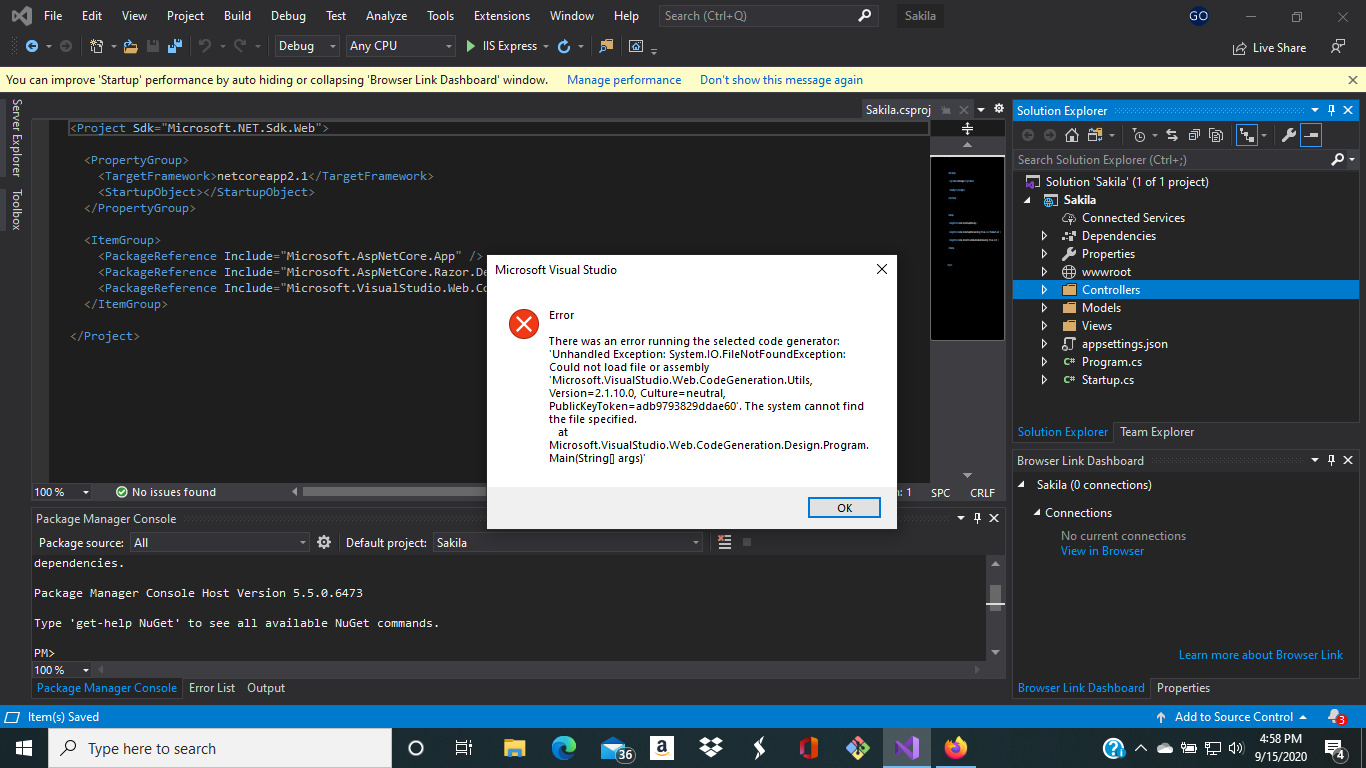 File Edit View Project Build Debug Test Analyze Tools Extensions Window Help Search (Ctrl+Q) Sakila GO
Debug Any CPU IIS Express Live Share
You can improve 'Startup' performance by auto hiding or collapsing 'Browser Link Dashboard' window. Manage performance Don't show this message again
Server Explorer
Toolbox
Sakila.csproj
<Project Sdk="Microsoft.NET.Sdk.Web">
<PropertyGroup>
<TargetFramework>netcoreapp2.1</TargetFramework>
<StartupObject></StartupObject>
</PropertyGroup>
<ItemGroup>
<PackageReference Include="Microsoft.AspNetCore.App" />
<PackageReference Include="Microsoft.AspNetCore.Razor.De
<PackageReference Include="Microsoft.VisualStudio.Web.Co
</ItemGroup>
</Project>
100 % No issues found : 1 SPC CRLF
Microsoft Visual Studio
Error
There was an error running the selected code generator:
'Unhandled Exception: System.IO.FileNotFoundException:
Could not load file or assembly
'Microsoft.VisualStudio.Web.CodeGeneration.Utils,
Version=2.1.10.0, Culture=neutral,
PublicKeyToken=adb9793829ddae60'. The system cannot find
the file specified.
at
Microsoft.VisualStudio.Web.CodeGeneration.Design.Program.
Main(String[] args)'
OK
Solution Explorer
Search Solution Explorer (Ctrl+;)
Solution 'Sakila' (1 of 1 project)
Sakila
Connected Services
Dependencies
Properties
wwwroot
Controllers
Models
Views
appsettings.json
C# Program.cs
C# Startup.cs
Solution Explorer Team Explorer
Browser Link Dashboard
Sakila (0 connections)
Connections
No current connections
View in Browser
Learn more about Browser Link
Browser Link Dashboard Properties
Package Manager Console
Package source: All Default project: Sakila
dependencies.
Package Manager Console Host Version 5.5.0.6473
Type 'get-help NuGet' to see all available NuGet commands.
PM>
100 %
Package Manager Console Error List Output
Item(s) Saved Add to Source Control 3
Type here to search 36 a 4:58 PM
9/15/2020 4